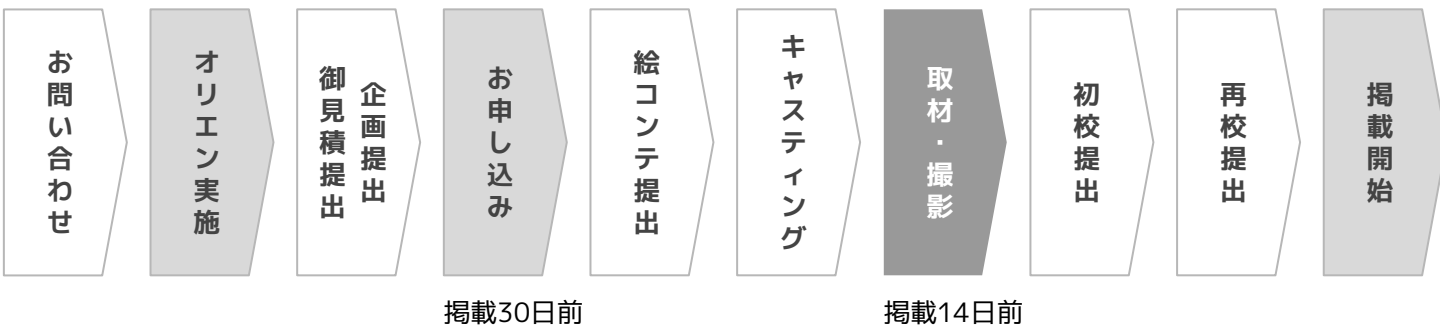 お問い合わせ
オリエン実施
企画提出
御見積提出
お申し込み
絵コンテ提出
キャスティング
取材・撮影
初校提出
再校提出
掲載開始
掲載30日前
掲載14日前